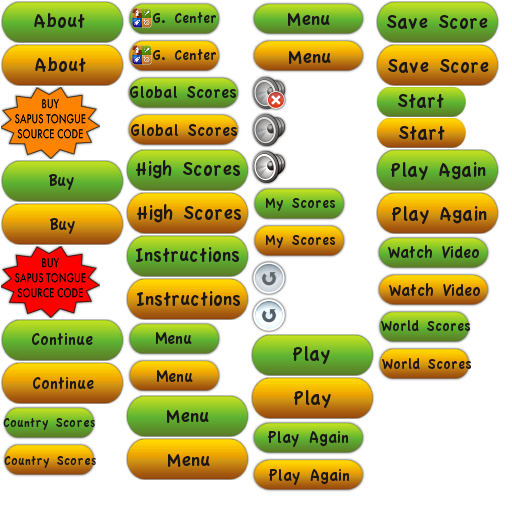 About
About
BUY
SAPUS TONGUE
SOURCE CODE
Buy
Buy
BUY
SAPUS TONGUE
SOURCE CODE
Continue
Continue
Country Scores
Country Scores
G. Center
G. Center
Global Scores
Global Scores
High Scores
High Scores
Instructions
Instructions
Menu
Menu
Menu
Menu
Menu
Menu
My Scores
My Scores
Play
Play
Play Again
Play Again
Save Score
Save Score
Start
Start
Play Again
Play Again
Watch Video
Watch Video
World Scores
World Scores